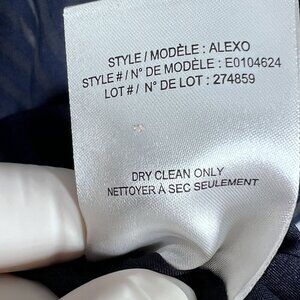 STYLE / MODÈLE : ALEXO
STYLE # / N° DE MODÈLE : E0104624
LOT # / N° DE LOT : 274859
DRY CLEAN ONLY
NETTOYER À SEC SEULEMENT